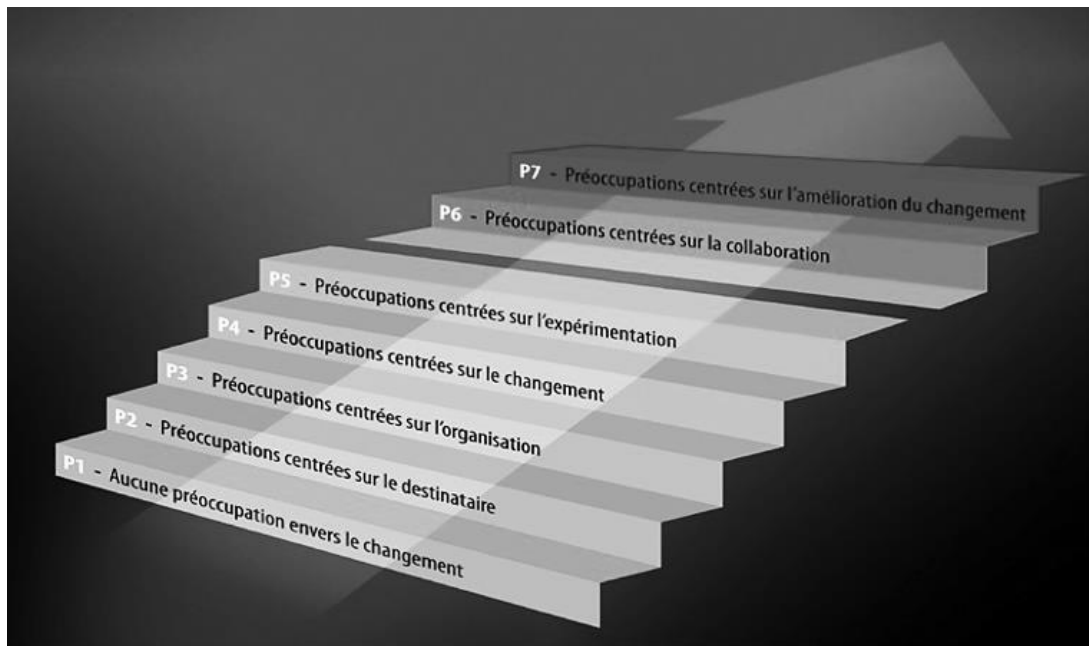 P7 - Préoccupations centrées sur l'amélioration du changement
P6 - Préoccupations centrées sur la collaboration
P5 - Préoccupations centrées sur l'expérimentation
P4 - Préoccupations centrées sur le changement
P3 - Préoccupations centrées sur l'organisation
P2 - Préoccupations centrées sur le destinataire
P1 - Aucune préoccupation envers le changement